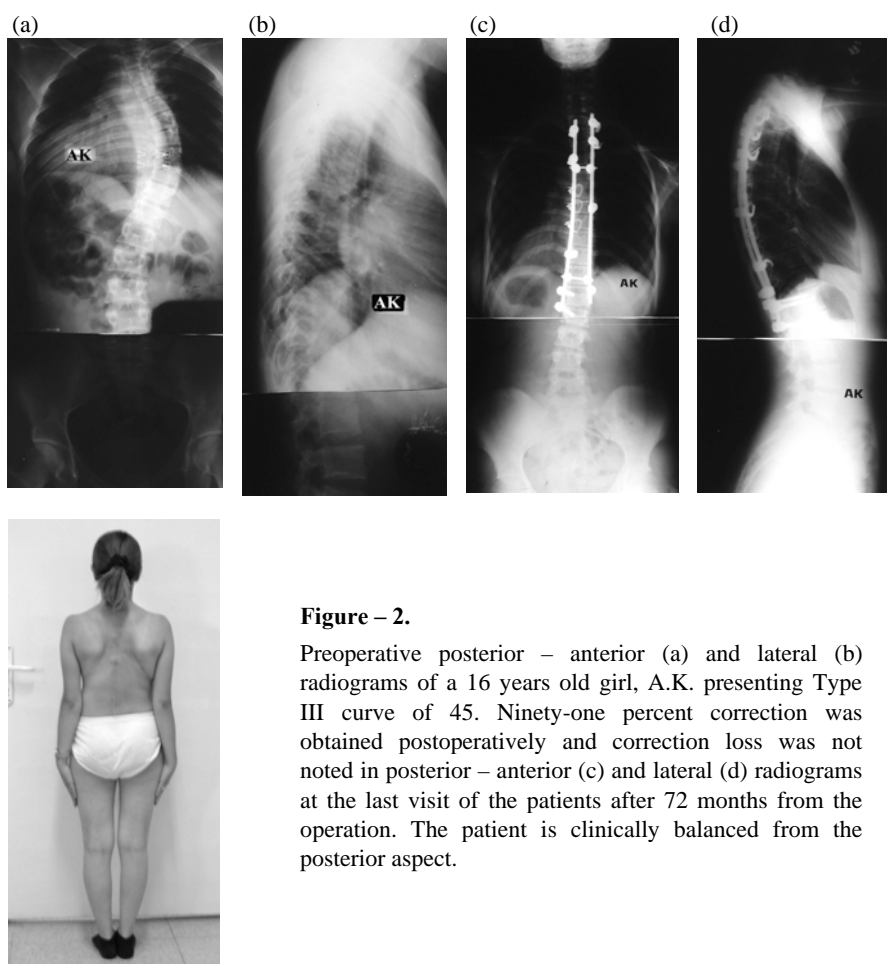 (a)
(b)
(c)
(d)
AK
AK
AK
AK
Figure – 2.
Preoperative posterior – anterior (a) and lateral (b)
radiograms of a 16 years old girl, A.K. presenting Type
III curve of 45. Ninety-one percent correction was
obtained postoperatively and correction loss was not
noted in posterior – anterior (c) and lateral (d) radiograms
at the last visit of the patients after 72 months from the
operation. The patient is clinically balanced from the
posterior aspect.